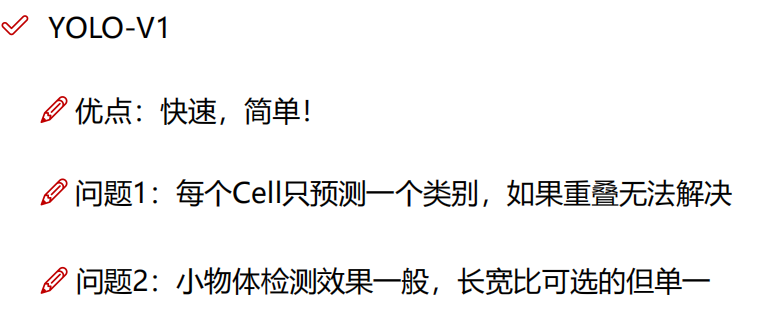 YOLO-V1
优点：快速，简单！
问题1：每个Cell只预测一个类别，如果重叠无法解决
问题2：小物体检测效果一般，长宽比可选的但单一